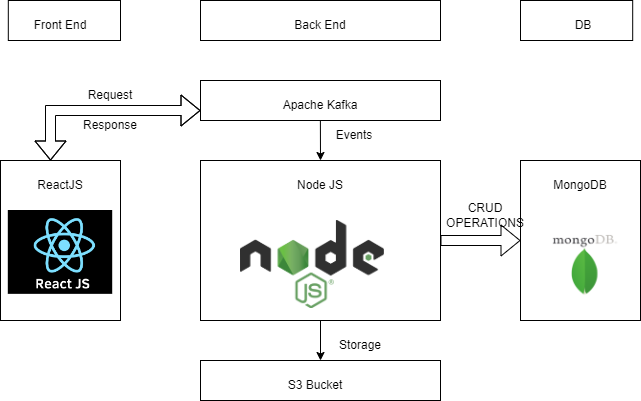 Front End
Back End
DB
Request
Apache Kafka
Response
Events
ReactJS
Node JS
MongoDB
CRUD
OPERATIONS
node
JS®
mongoDB.
React JS
Storage
S3 Bucket